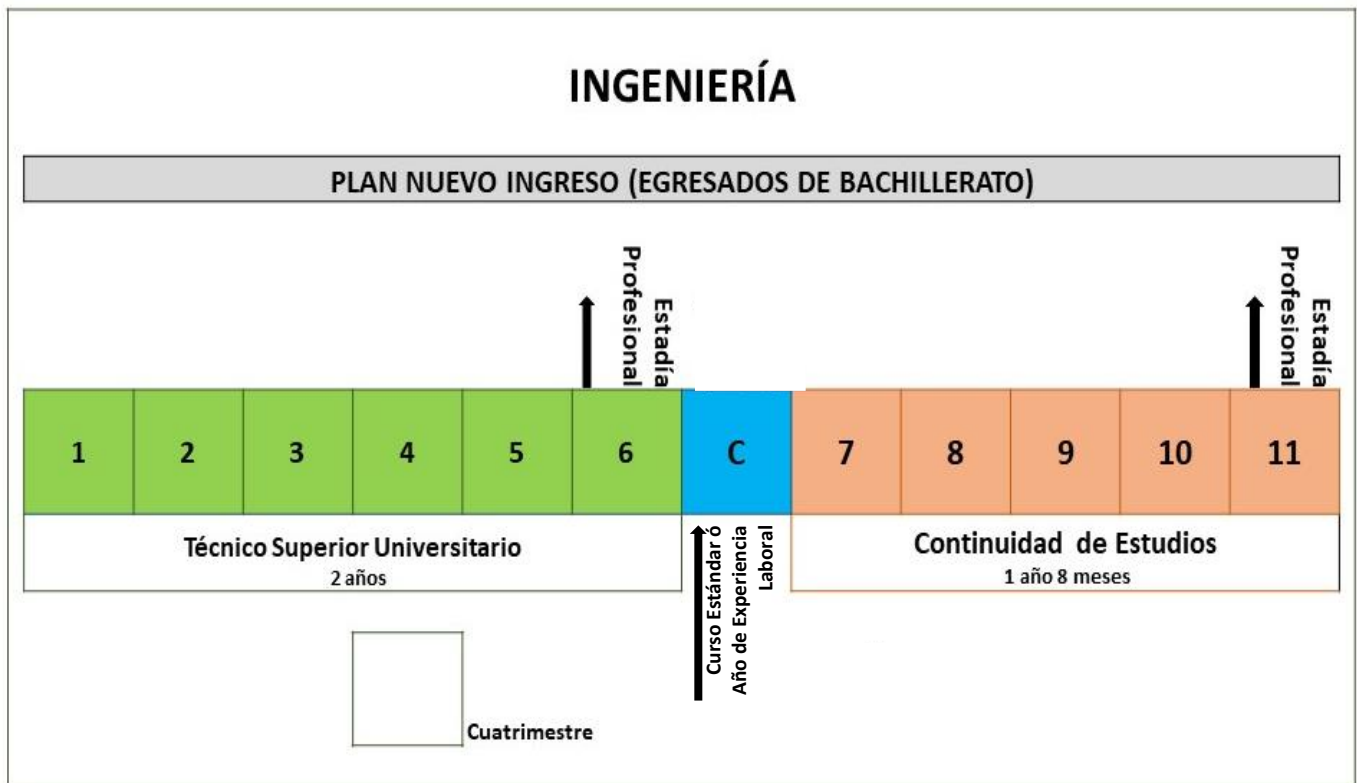 INGENIERÍA
PLAN NUEVO INGRESO (EGRESADOS DE BACHILLERATO)
Estadía
Profesional
Estadía
Profesional
1
2
3
4
5
6
C
7
8
9
10
11
Técnico Superior Universitario
2 años
Curso Estándar ó
Año de Experiencia
Laboral
Continuidad de Estudios
1 año 8 meses
Cuatrimestre